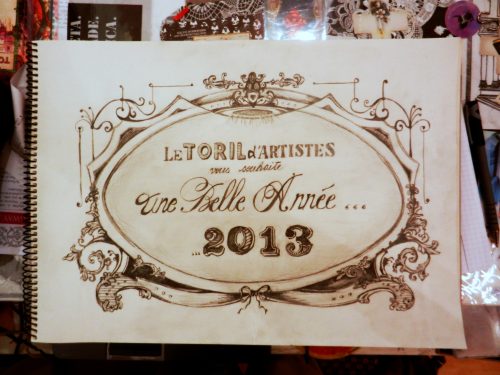 LE TORIL d'ARTISTES
vous souhaite
Une Belle Année ...
... 2013